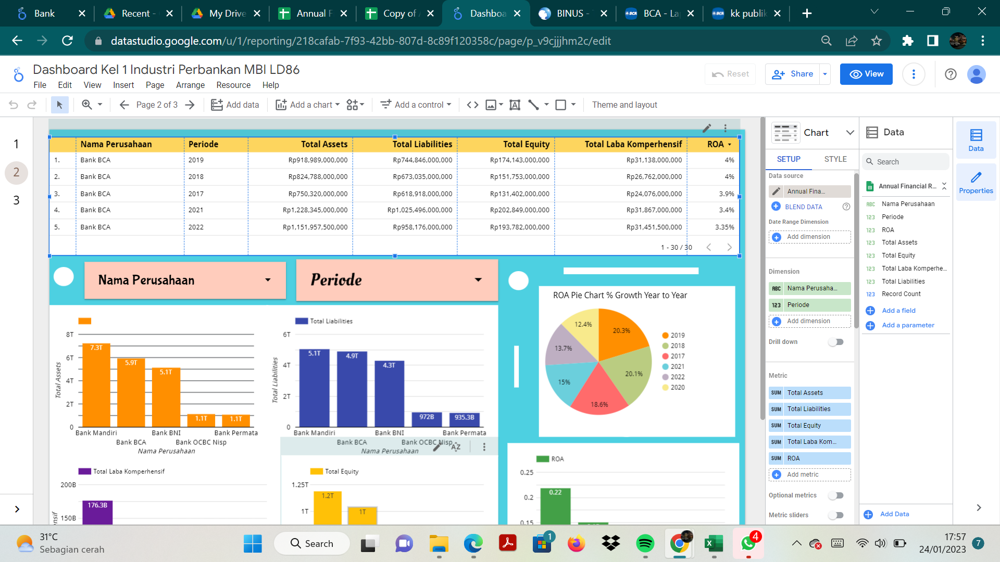 Bank
Recent -
My Drive
Annual F
Copy of A
Dashboa
BINUS -
BCA - La
kk publik
datastudio.google.com/u/1/reporting/218cafab-7f93-42bb-807d-8c89f120358c/page/p_v9cjjjhm2c/edit
Dashboard Kel 1 Industri Perbankan MBI LD86
Reset
Share
View
File Edit View Insert Page Arrange Resource Help
Page 2 of 3
Add data
Add a chart
Add a control
Theme and layout
1
2
3
Nama Perusahaan Periode Total Assets Total Liabilities Total Equity Total Laba Komperhensif ROA
1. Bank BCA 2019 Rp918,989,000,000 Rp744,846,000,000 Rp174,143,000,000 Rp31,138,000,000 4%
2. Bank BCA 2018 Rp824,788,000,000 Rp673,035,000,000 Rp151,753,000,000 Rp26,762,000,000 4%
3. Bank BCA 2017 Rp750,320,000,000 Rp618,918,000,000 Rp131,402,000,000 Rp24,076,000,000 3.9%
4. Bank BCA 2021 Rp1,228,345,000,000 Rp1,025,496,000,000 Rp202,849,000,000 Rp31,867,000,000 3.4%
5. Bank BCA 2022 Rp1,151,957,500,000 Rp958,176,000,000 Rp193,782,000,000 Rp31,451,500,000 3.35%
1 - 30 / 30
Nama Perusahaan
Periode
8T
6T
4T
2T
0
Total Assets
7.3T
5.9T
5.1T
1.1T
1.1T
Bank Mandiri Bank BNI Bank Permata
Bank BCA Bank OCBC Nisp
Nama Perusahaan
Total Liabilities
6T
4T
2T
0
Total Liabilities
5.1T
4.9T
4.3T
972B
935.3B
Bank Mandiri Bank BNI Bank Permata
Bank BCA Bank OCBC Nisp
Nama Perusahaan
AZ
ROA Pie Chart % Growth Year to Year
20.3%
20.1%
18.6%
15%
13.7%
12.4%
2019
2018
2017
2021
2022
2020
Total Laba Komperhensif
200B
176.3B
150B
nsif
Total Equity
1.25T
1.2T
1T
1T
ROA
0.25
0.22
0.2
0.15
Chart
SETUP STYLE
Data source
Annual Fina...
BLEND DATA
Date Range Dimension
Add dimension
Dimension
ABC Nama Perusaha...
123 Periode
Add dimension
Drill down
Metric
SUM Total Assets
SUM Total Liabilities
SUM Total Equity
SUM Total Laba Kom...
SUM ROA
Add metric
Optional metrics
Metric sliders
Data
Search
Annual Financial R...
ABC Nama Perusahaan
123 Periode
123 ROA
123 Total Assets
123 Total Equity
123 Total Laba Komperhe...
123 Total Liabilities
123 Record Count
Add a field
Add a parameter
Add Data
Data
Properties
31°C
Sebagian cerah
Search
1
4
17:57
24/01/2023
7